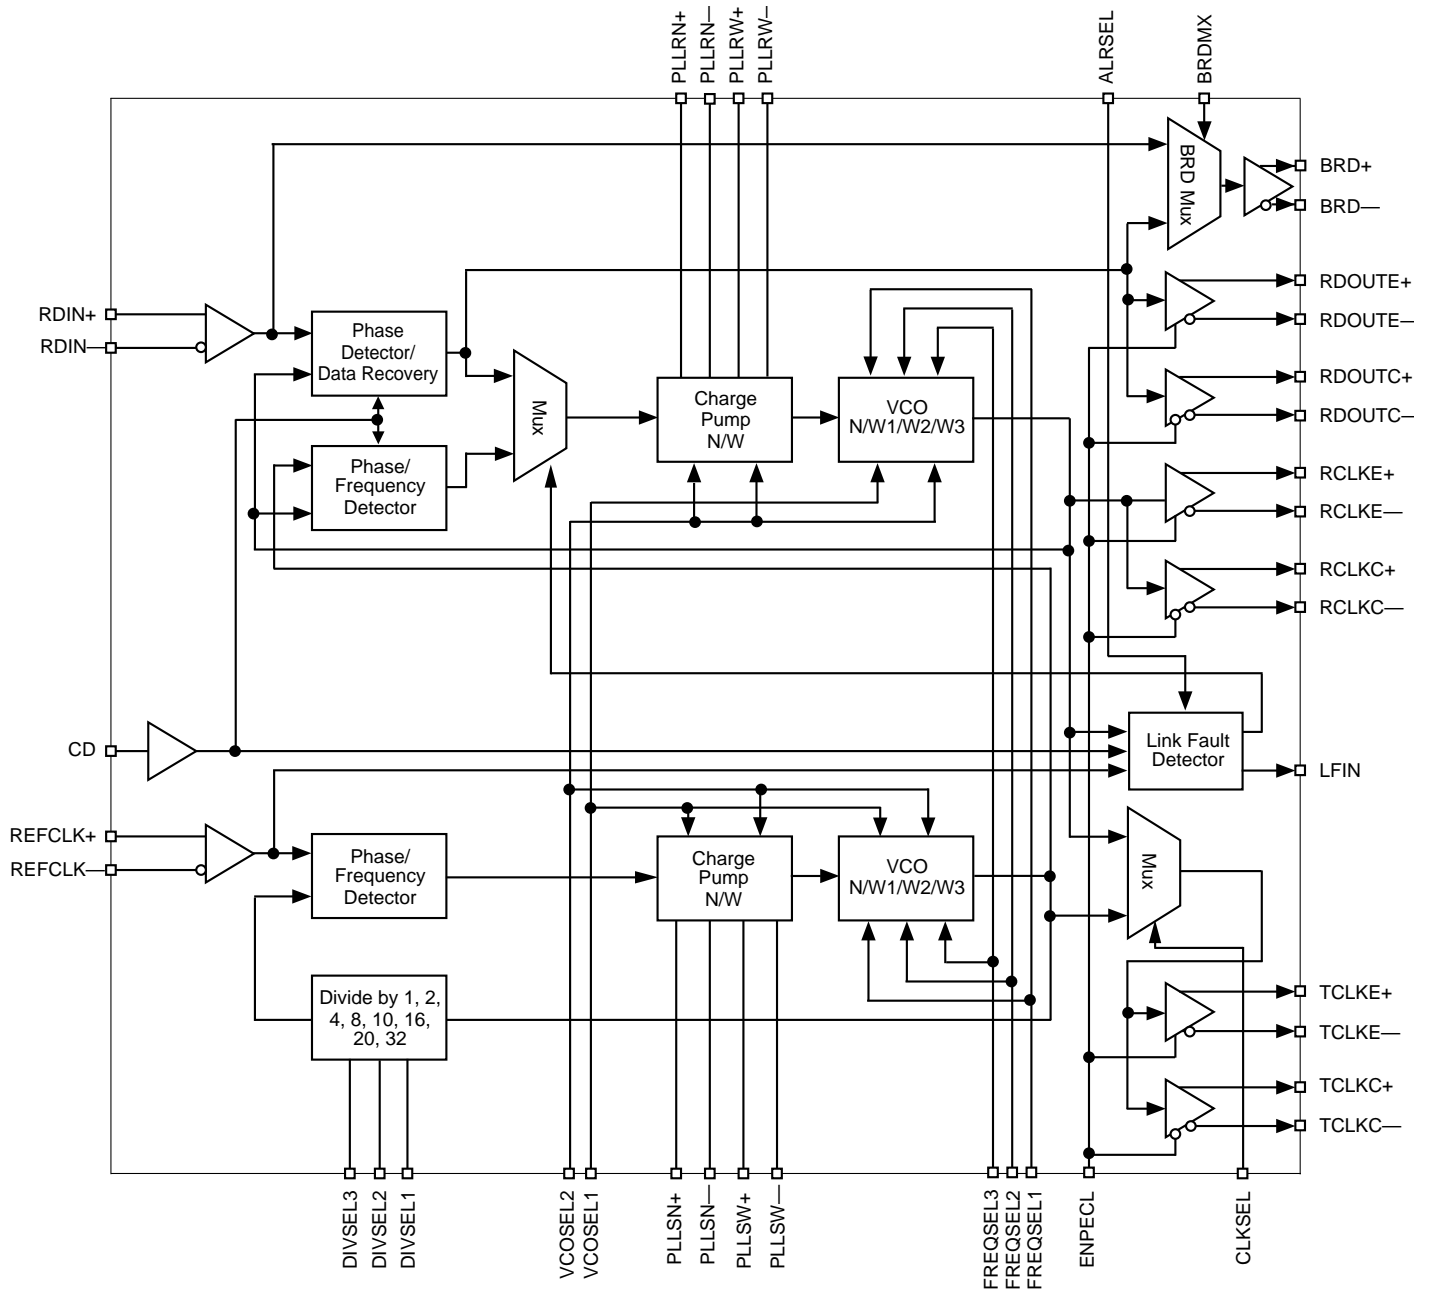 PLLRN+
PLLRN—
PLLRW+
PLLRW–
ALRSEL
BRDMX
BRD Mux
BRD+
BRD—
RDOUTE+
RDOUTE—
RDIN+
RDIN—
Phase
Detector/
Data Recovery
Mux
Charge
Pump
N/W
VCO
N/W1/W2/W3
RDOUTC+
RDOUTC—
Phase/
Frequency
Detector
RCLKE+
RCLKE—
RCLKC+
RCLKC—
CD
Link Fault
Detector
LFIN
REFCLK+
REFCLK—
Phase/
Frequency
Detector
Charge
Pump
N/W
VCO
N/W1/W2/W3
Mux
Divide by 1, 2,
4, 8, 10, 16,
20, 32
TCLKE+
TCLKE—
TCLKC+
TCLKC—
DIVSEL3
DIVSEL2
DIVSEL1
VCOSEL2
VCOSEL1
PLLSN+
PLLSN—
PLLSW+
PLLSW—
FREQSEL3
FREQSEL2
FREQSEL1
ENPECL
CLKSEL